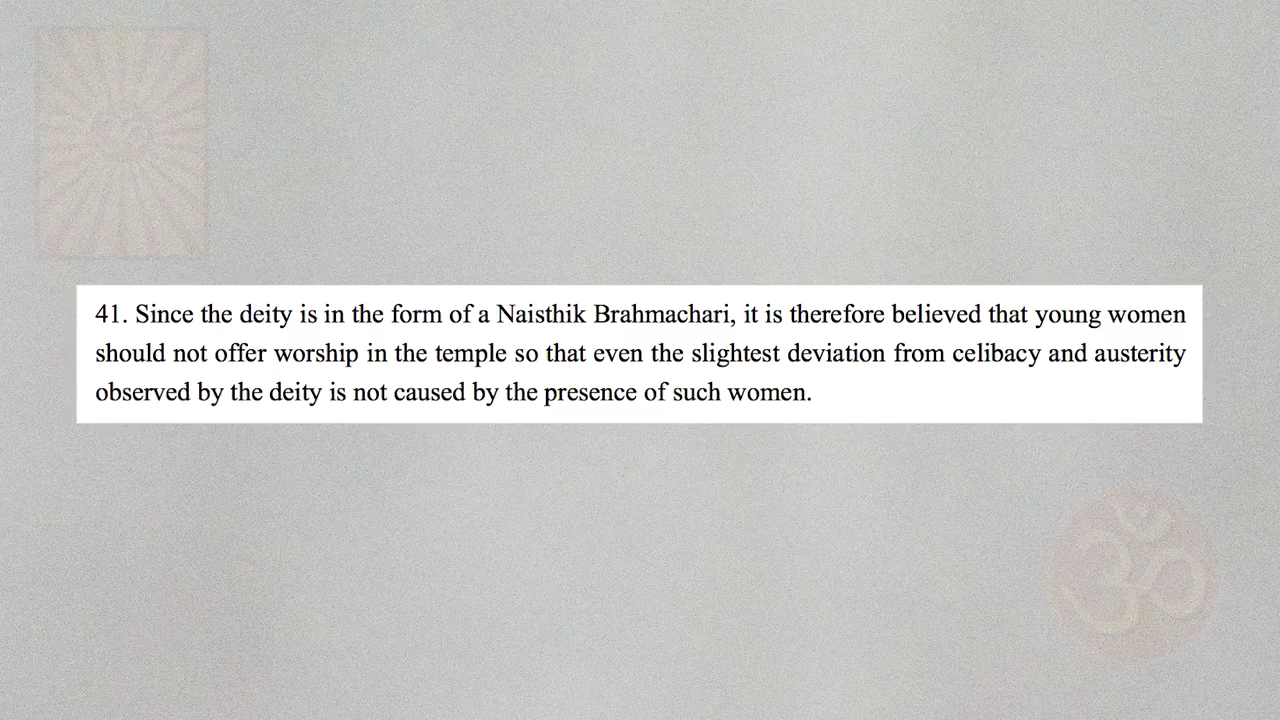 41. Since the deity is in the form of a Naisthik Brahmachari, it is therefore believed that young women
should not offer worship in the temple so that even the slightest deviation from celibacy and austerity
observed by the deity is not caused by the presence of such women.
ॐ